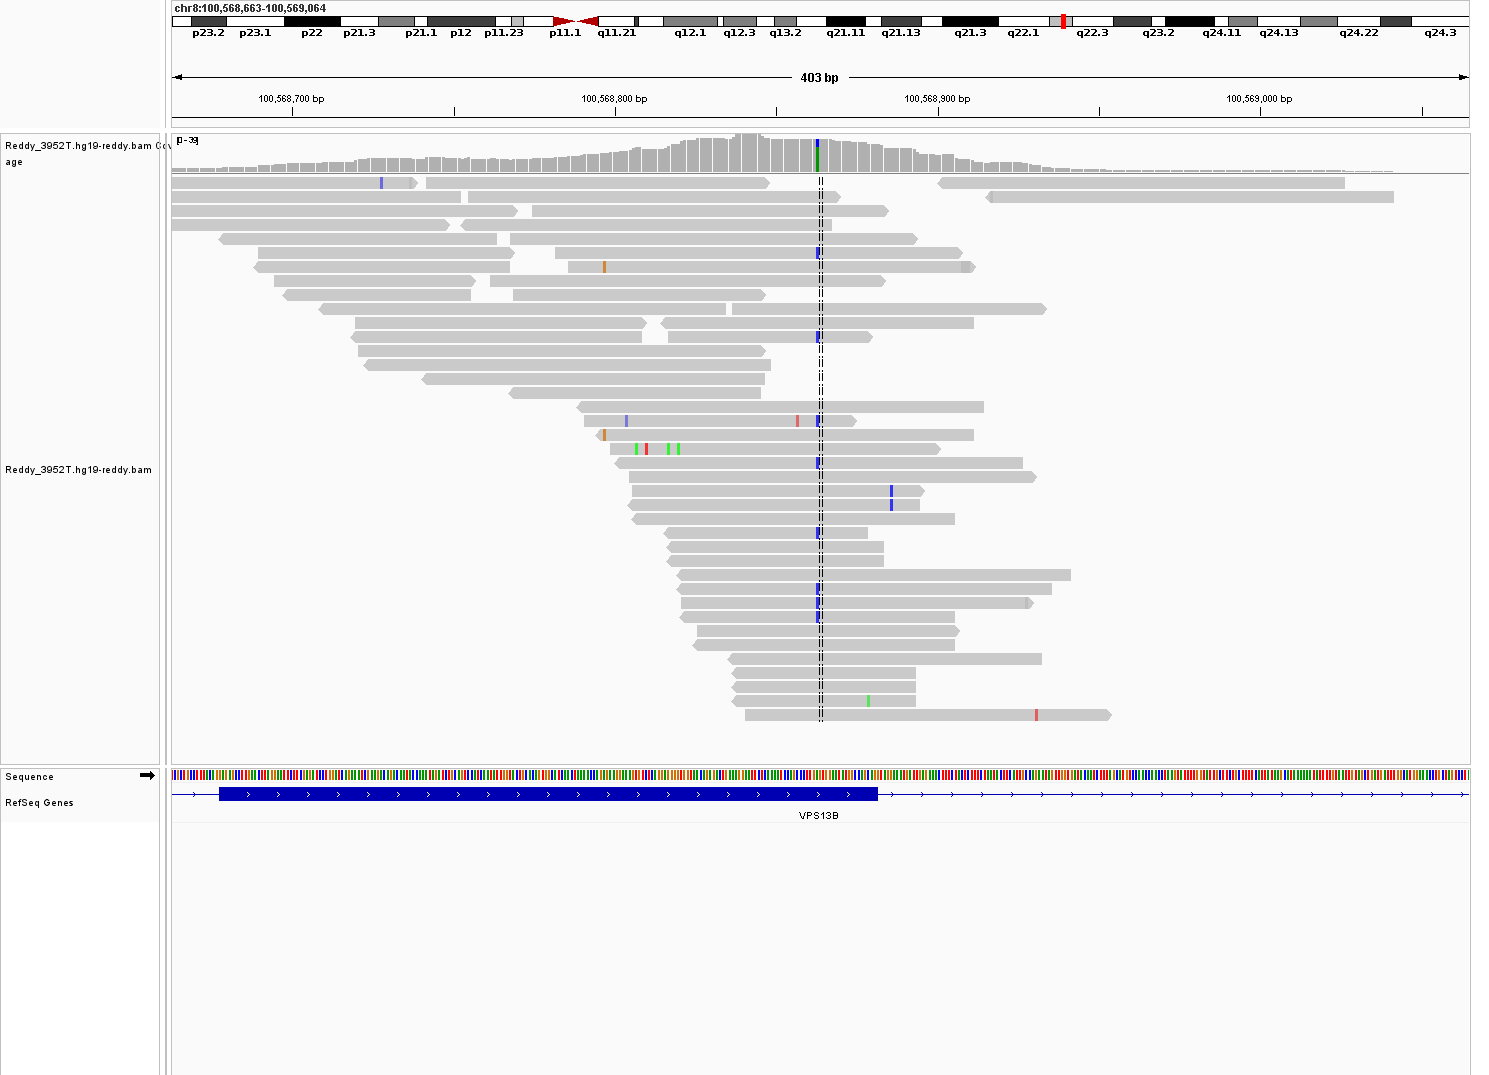 chr8:100,568,663-100,569,064
p23.2 p23.1 p22 p21.3 p21.1 p12 p11.23 p11.1 q11.21 q12.1 q12.3 q13.2 q21.11 q21.13 q21.3 q22.1 q22.3 q23.2 q24.11 q24.13 q24.22 q24.3
403 bp
100,568,700 bp 100,568,800 bp 100,568,900 bp 100,569,000 bp
Reddy_3952T.hg19-reddy.bam Cov
age
[0-39]
Reddy_3952T.hg19-reddy.bam
Sequence
RefSeq Genes
VPS13B